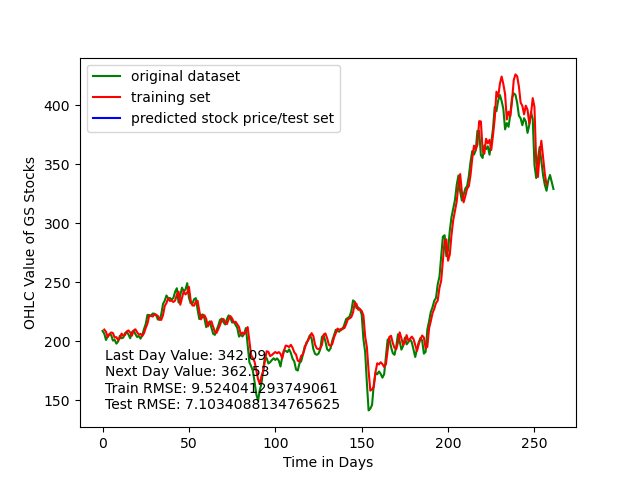 original dataset
training set
predicted stock price/test set
400
350
300
250
200
150
OHLC Value of GS Stocks
Last Day Value: 342.09
Next Day Value: 362.53
Train RMSE: 9.524041293749061
Test RMSE: 7.1034088134765625
0 50 100 150 200 250
Time in Days